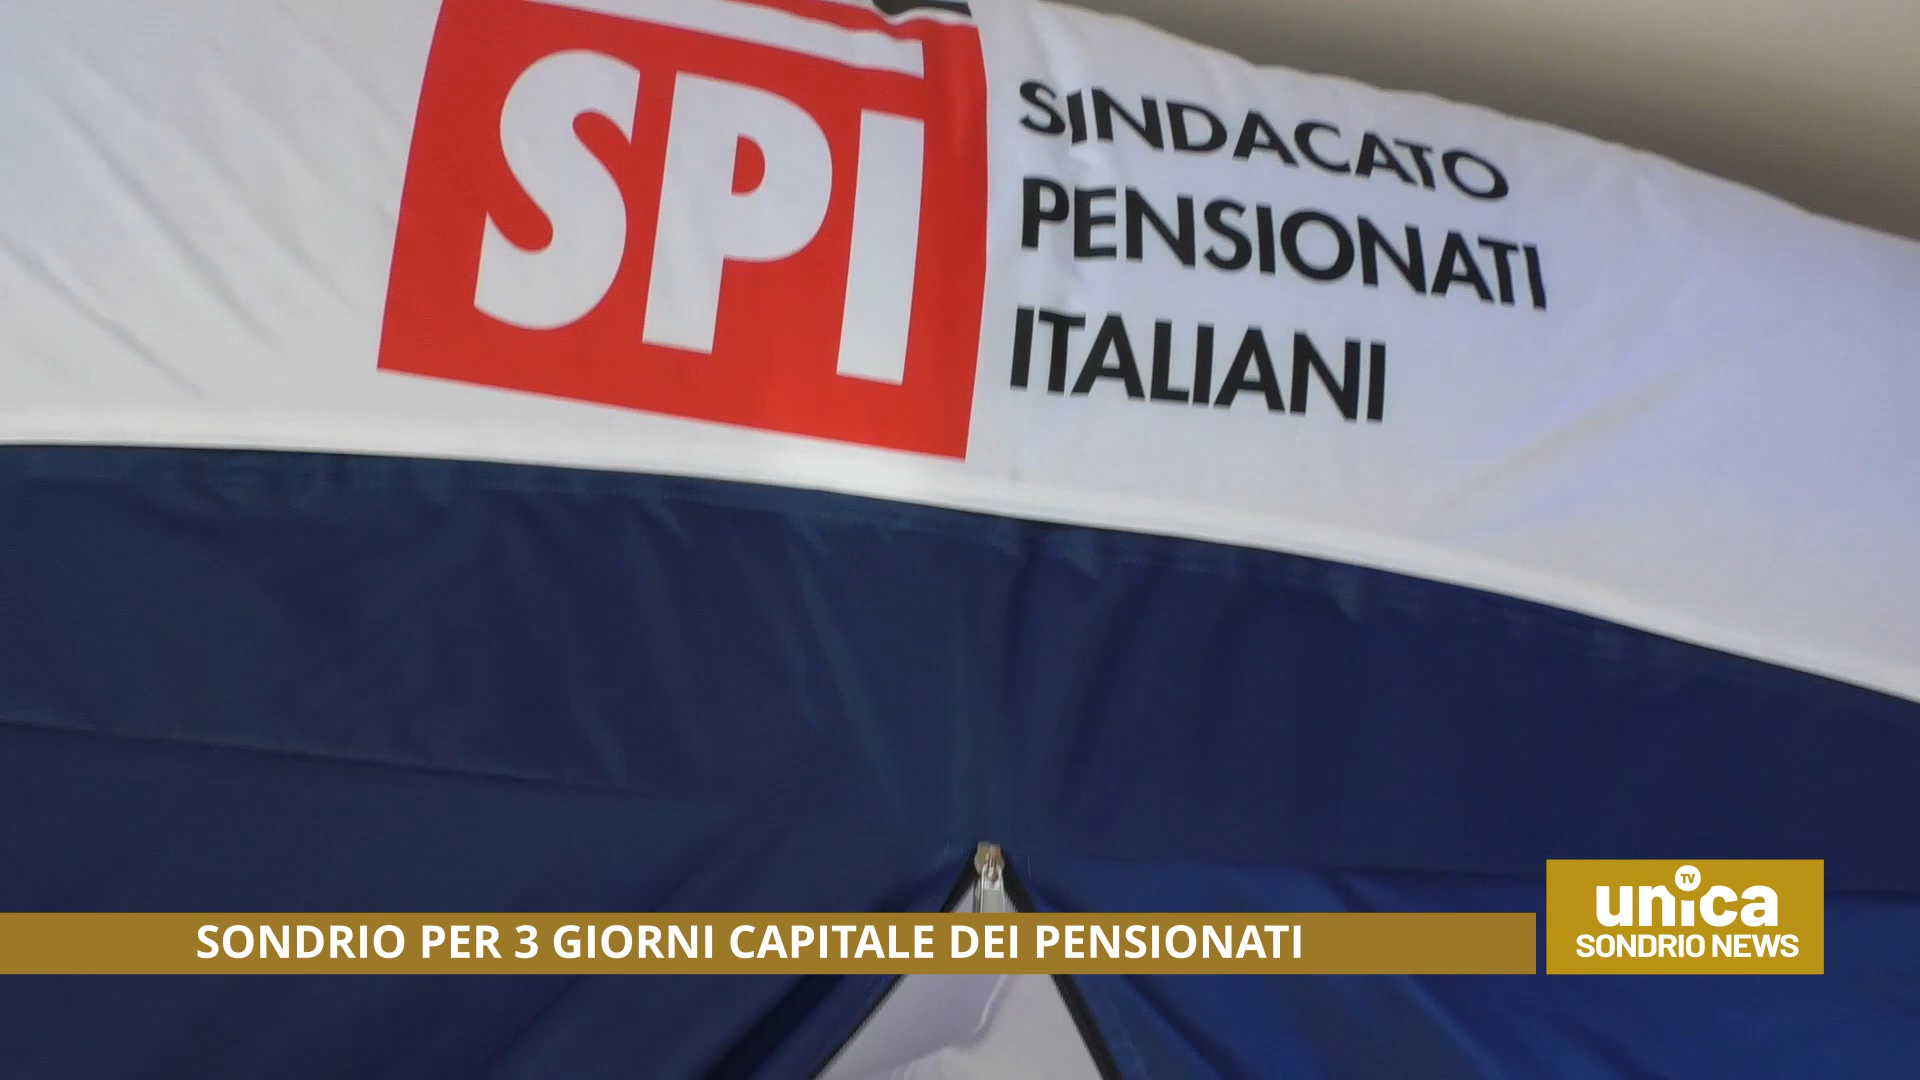 SPI
SINDACATO
PENSIONATI
ITALIANI
SONDRIO PER 3 GIORNI CAPITALE DEI PENSIONATI
unica
TV
SONDRIO NEWS